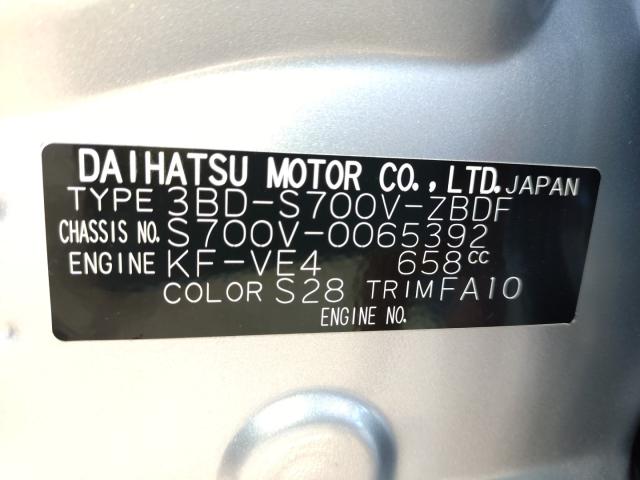 DAIHATSU MOTOR CO., LTD. JAPAN
TYPE 3BD-S700V-ZBDF
CHASSIS NO. S700V-0065392
ENGINE KF-VE4 658cc
COLOR S28 TRIM FA10
ENGINE NO.